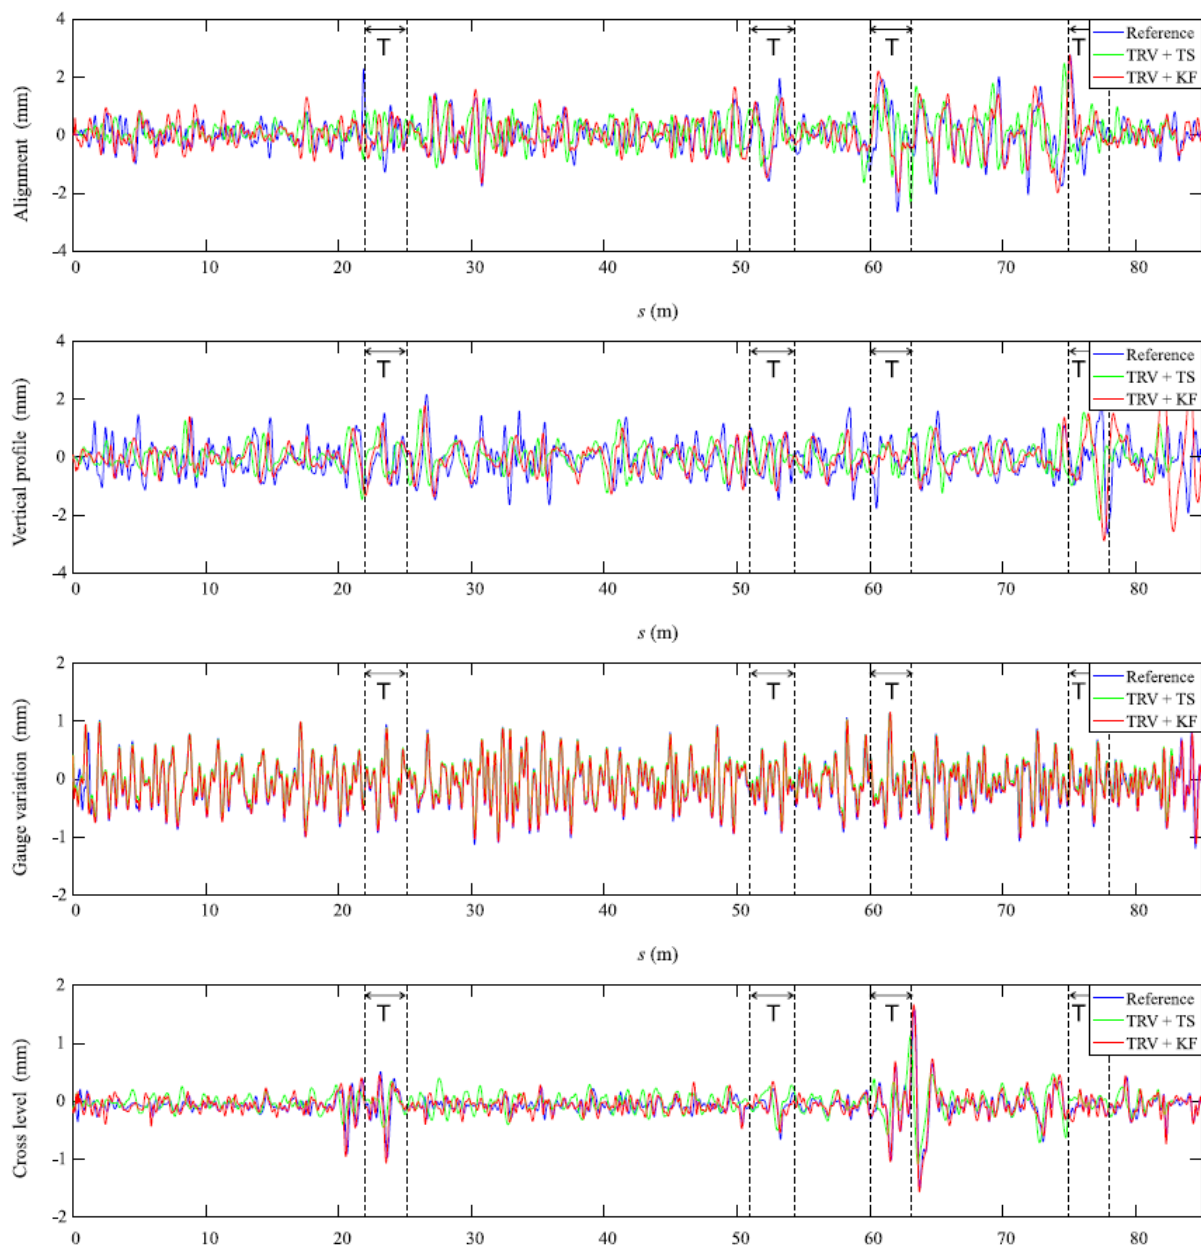 4
2
0
-2
-4
Alignment (mm)
T
T
T
T
Reference
TRV + TS
TRV + KF
0
10
20
30
40
50
60
70
80
s (m)
4
2
0
-2
-4
Vertical profile (mm)
T
T
T
T
Reference
TRV + TS
TRV + KF
0
10
20
30
40
50
60
70
80
s (m)
2
1
0
-1
-2
Gauge variation (mm)
T
T
T
T
Reference
TRV + TS
TRV + KF
0
10
20
30
40
50
60
70
80
s (m)
2
1
0
-1
-2
Cross level (mm)
T
T
T
T
Reference
TRV + TS
TRV + KF
0
10
20
30
40
50
60
70
80